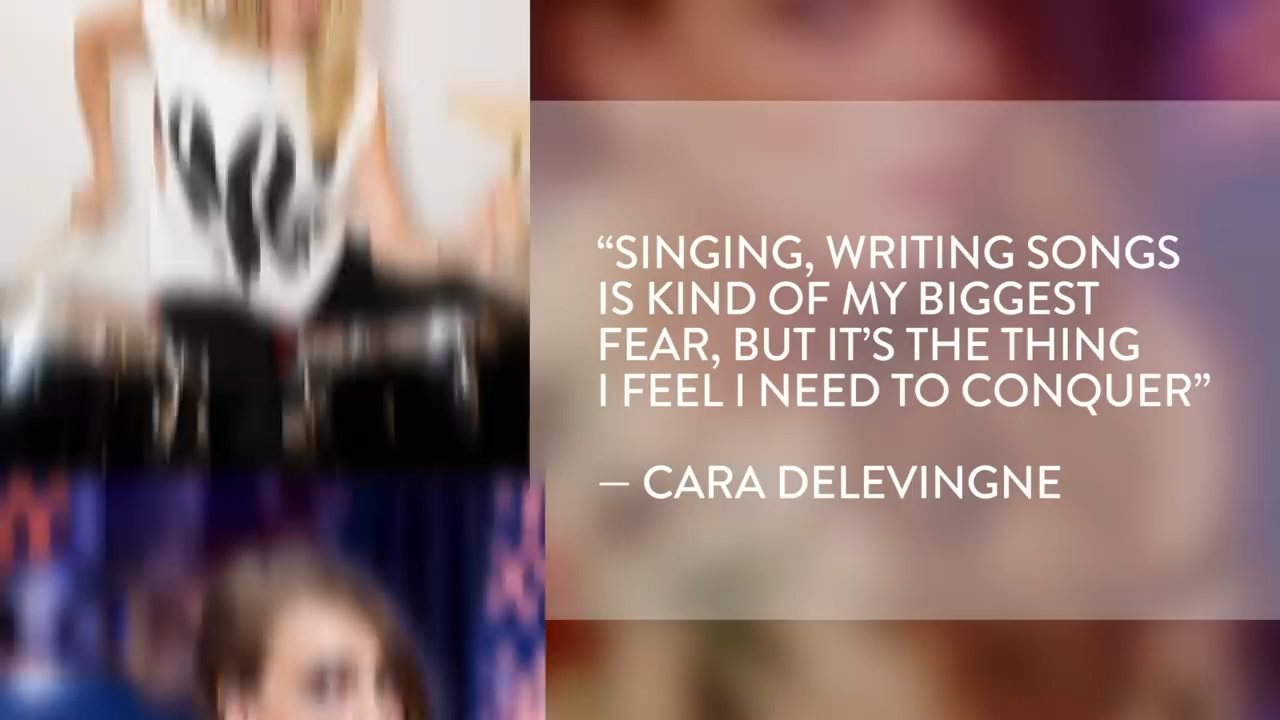 “SINGING, WRITING SONGS
IS KIND OF MY BIGGEST
FEAR, BUT IT’S THE THING
I FEEL I NEED TO CONQUER”
— CARA DELEVINGNE